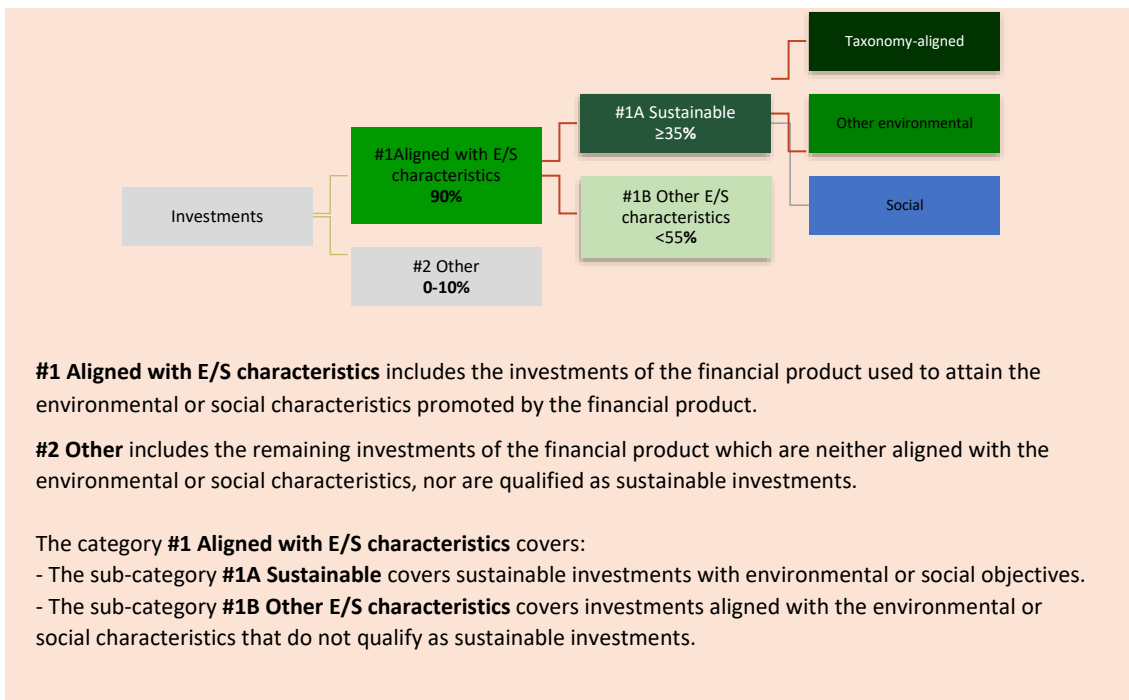 Taxonomy-aligned
#1A Sustainable
≥35%
Other environmental
#1Aligned with E/S
characteristics
90%
#1B Other E/S
characteristics
<55%
Social
Investments
#2 Other
0-10%
#1 Aligned with E/S characteristics includes the investments of the financial product used to attain the
environmental or social characteristics promoted by the financial product.
#2 Other includes the remaining investments of the financial product which are neither aligned with the
environmental or social characteristics, nor are qualified as sustainable investments.
The category #1 Aligned with E/S characteristics covers:
- The sub-category #1A Sustainable covers sustainable investments with environmental or social objectives.
- The sub-category #1B Other E/S characteristics covers investments aligned with the environmental or
social characteristics that do not qualify as sustainable investments.